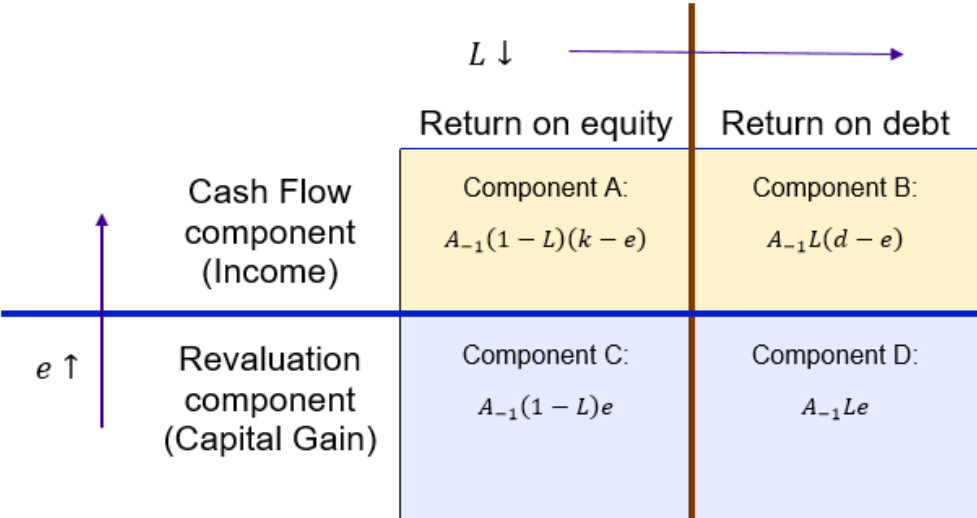 L ↓
Return on equity
Return on debt
Cash Flow
component
(Income)
Component A:
A₋₁(1 − L)(k − e)
Component B:
A₋₁L(d − e)
e ↑
Revaluation
component
(Capital Gain)
Component C:
A₋₁(1 − L)e
Component D:
A₋₁Le